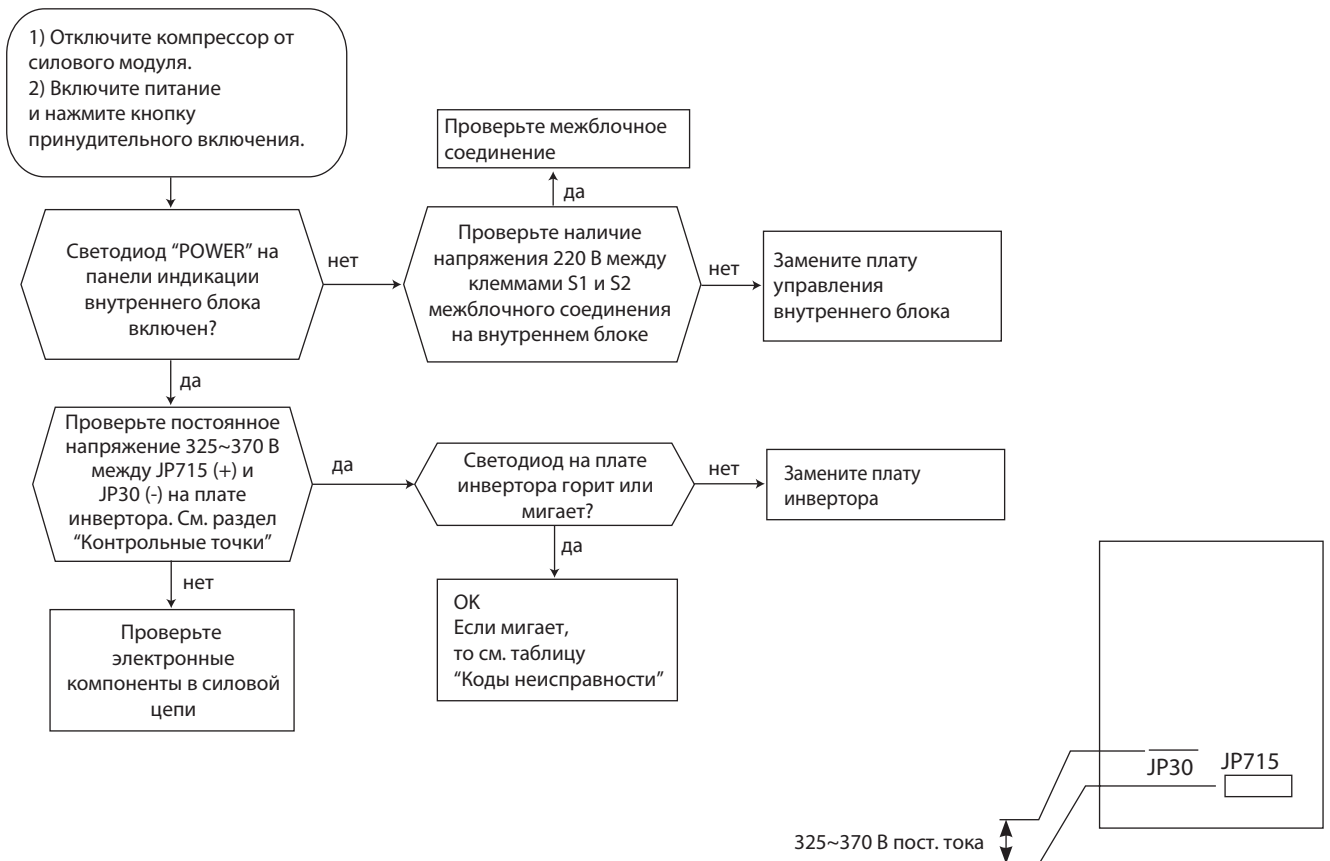 1) Отключите компрессор от
силового модуля.
2) Включите питание
и нажмите кнопку
принудительного включения.
Проверьте межблочное
соединение
да
Светодиод “POWER” на
панели индикации
внутреннего блока
включен?
нет
Проверьте наличие
напряжения 220 В между
клеммами S1 и S2
межблочного соединения
на внутреннем блоке
нет
Замените плату
управления
внутреннего блока
да
Проверьте постоянное
напряжение 325~370 В
между JP715 (+) и
JP30 (-) на плате
инвертора. См. раздел
“Контрольные точки”
да
Светодиод на плате
инвертора горит или
мигает?
нет
Замените плату
инвертора
да
нет
OK
Если мигает,
то см. таблицу
“Коды неисправности”
Проверьте
электронные
компоненты в силовой
цепи
JP30
JP715
325~370 В пост. тока